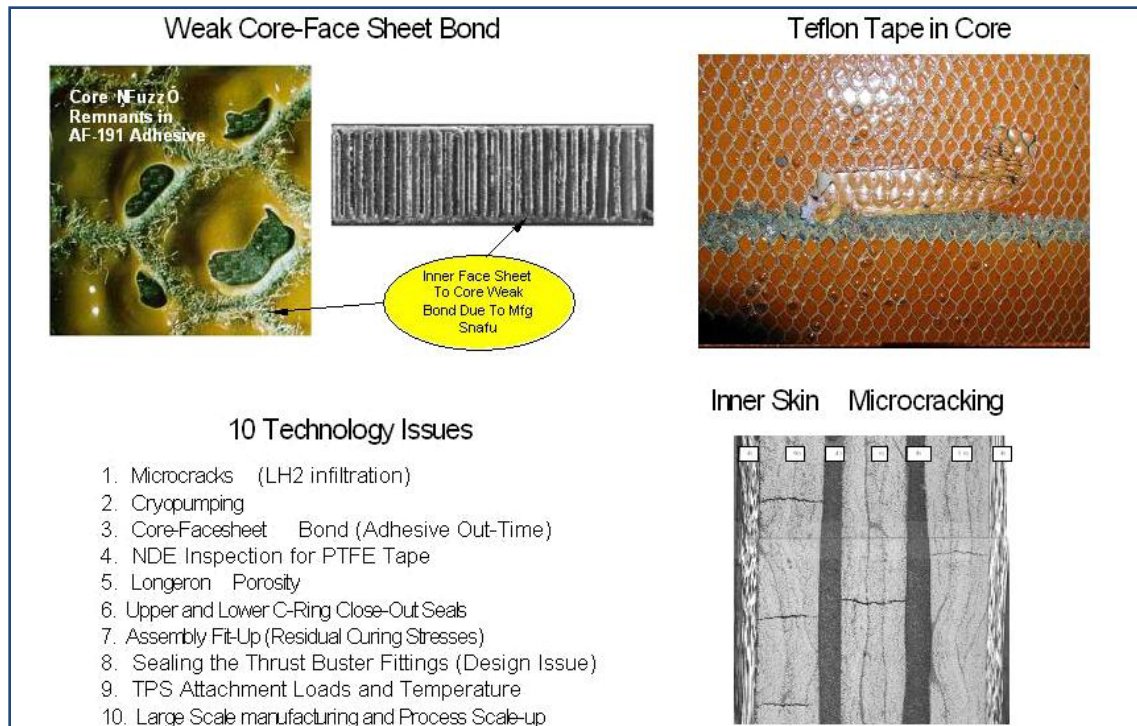 Weak Core-Face Sheet Bond
Teflon Tape in Core
Core ŅFuzzÓ
Remnants in
AF-191 Adhesive
Inner Face Sheet
To Core Weak
Bond Due To Mfg
Snafu
Inner Skin Microcracking
10 Technology Issues
1. Microcracks (LH2 infiltration)
2. Cryopumping
3. Core-Facesheet Bond (Adhesive Out-Time)
4. NDE Inspection for PTFE Tape
5. Longeron Porosity
6. Upper and Lower C-Ring Close-Out Seals
7. Assembly Fit-Up (Residual Curing Stresses)
8. Sealing the Thrust Buster Fittings (Design Issue)
9. TPS Attachment Loads and Temperature
10. Large Scale manufacturing and Process Scale-up